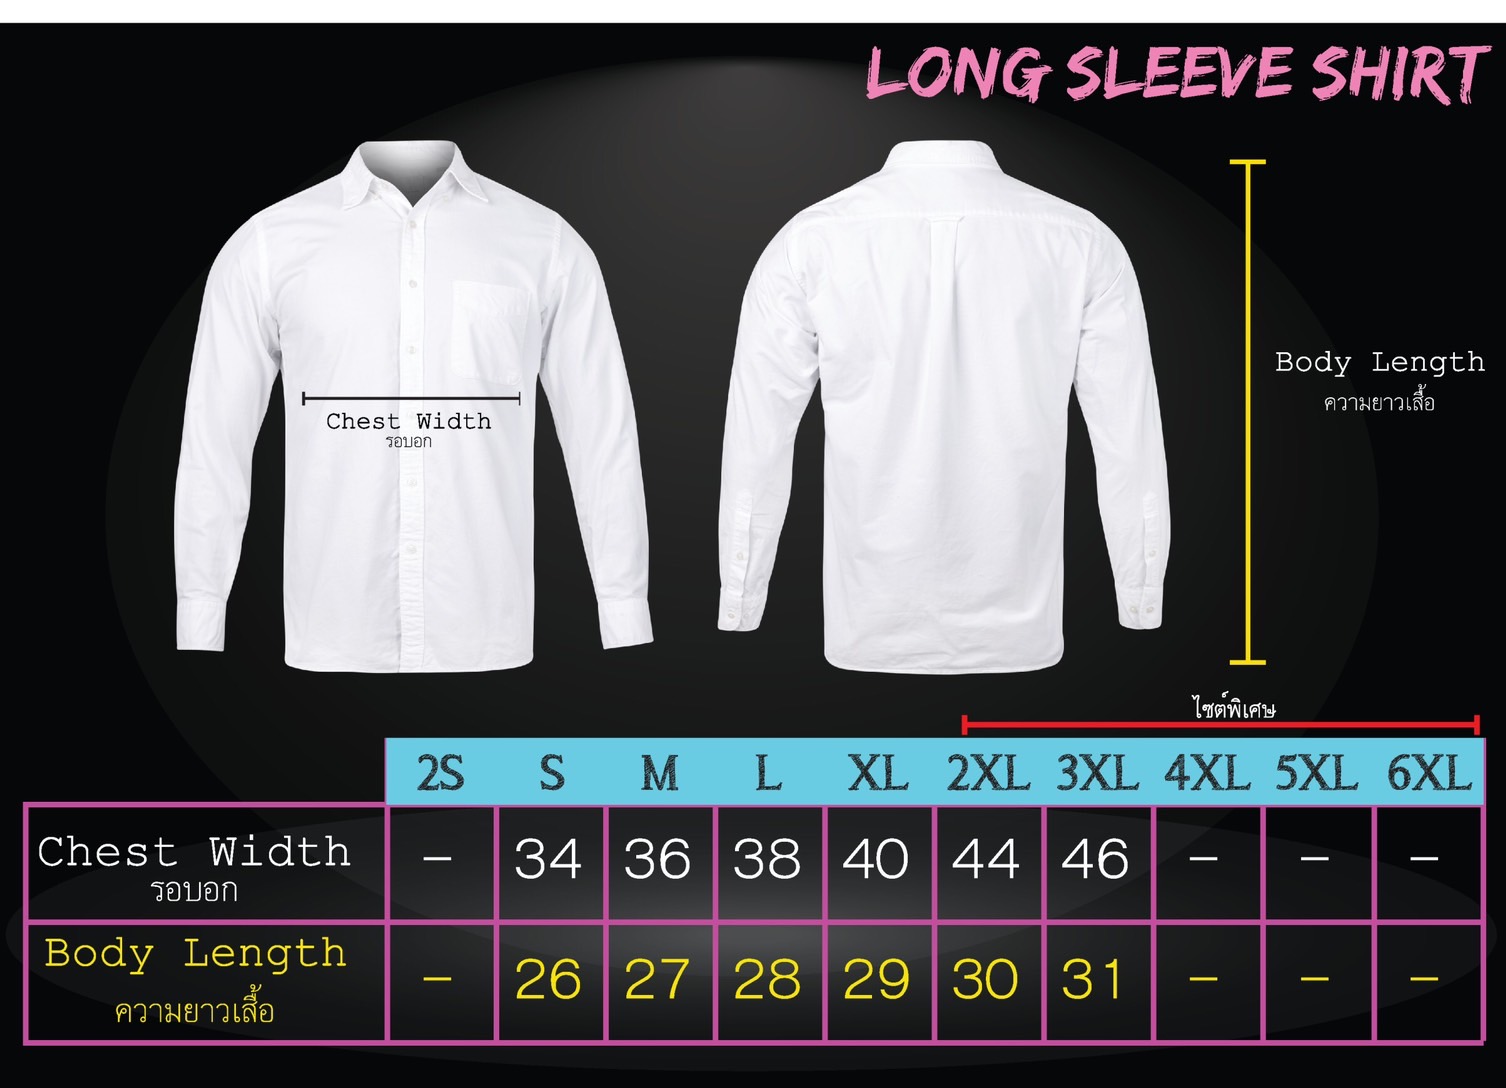 LONG SLEEVE SHIRT
Chest Width
รอบอก
Body Length
ความยาวเสื้อ
ไซต์พิเศษ
2S S M L XL 2XL 3XL 4XL 5XL 6XL
Chest Width - 34 36 38 40 44 46 - - -
รอบอก
Body Length - 26 27 28 29 30 31 - - -
ความยาวเสื้อ